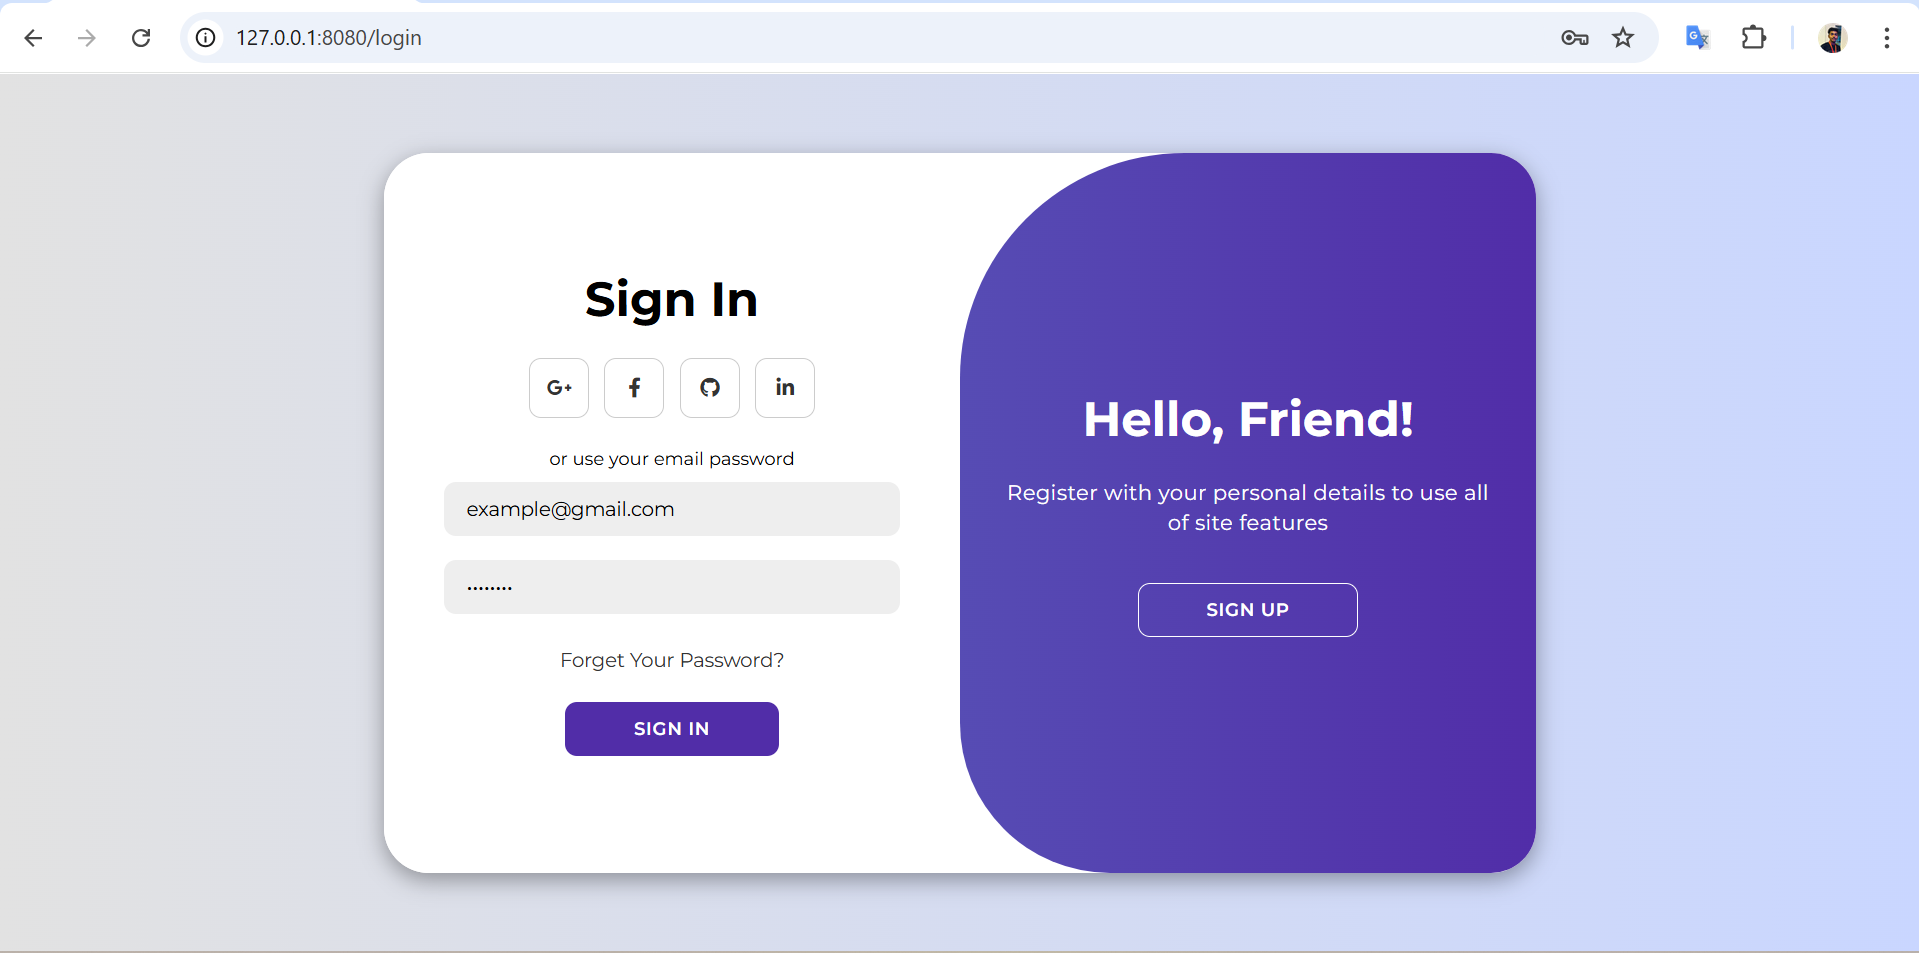 127.0.0.1:8080/login
Sign In
G+
f
in
or use your email password
example@gmail.com
••••••••
Forget Your Password?
SIGN IN
Hello, Friend!
Register with your personal details to use all
of site features
SIGN UP